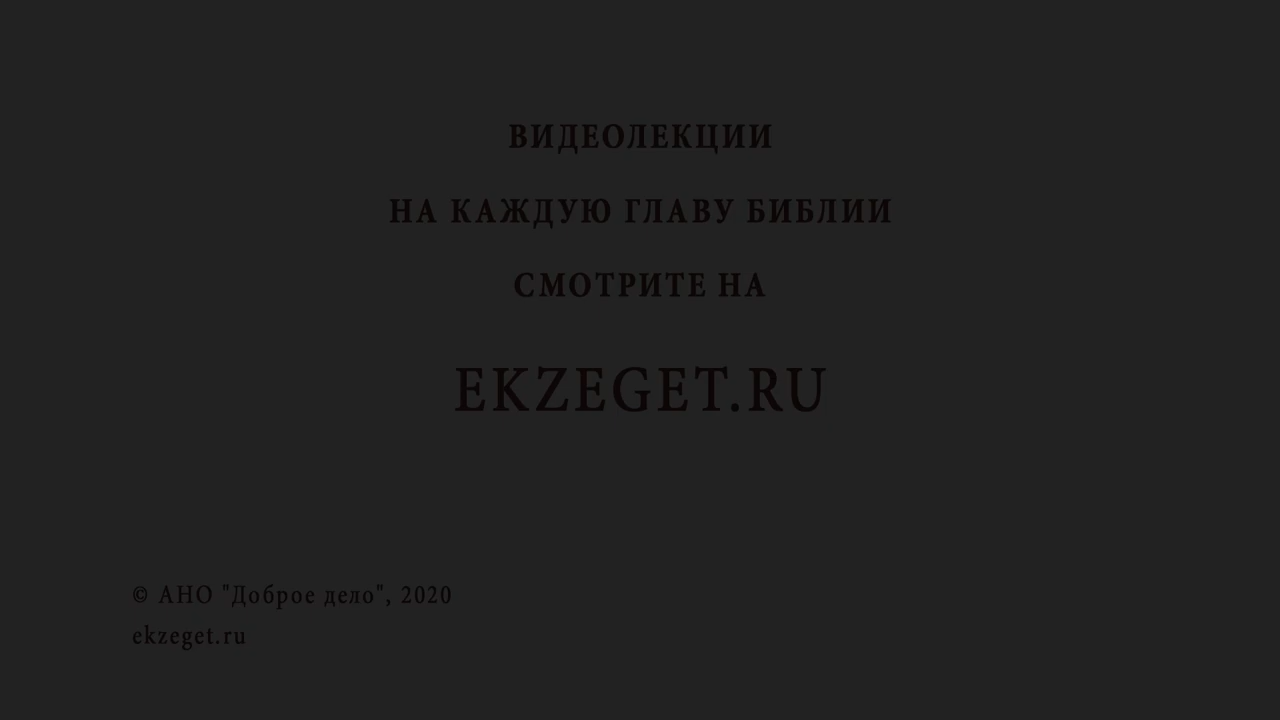 ВИДЕОЛЕКЦИИ
НА КАЖДУЮ ГЛАВУ БИБЛИИ
СМОТРИТЕ НА
EKZEGET.RU
© АНО "Доброе дело", 2020
ekzeget.ru